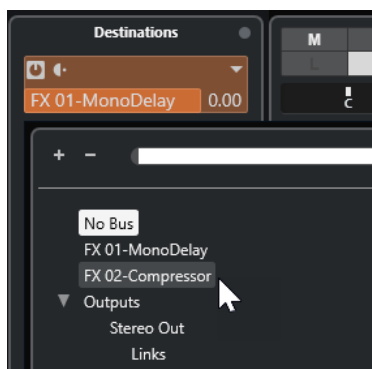 Destinations
M
L
FX 01-MonoDelay 0.00
C
+ -
No Bus
FX 01-MonoDelay
FX 02-Compressor
Outputs
Stereo Out
Links